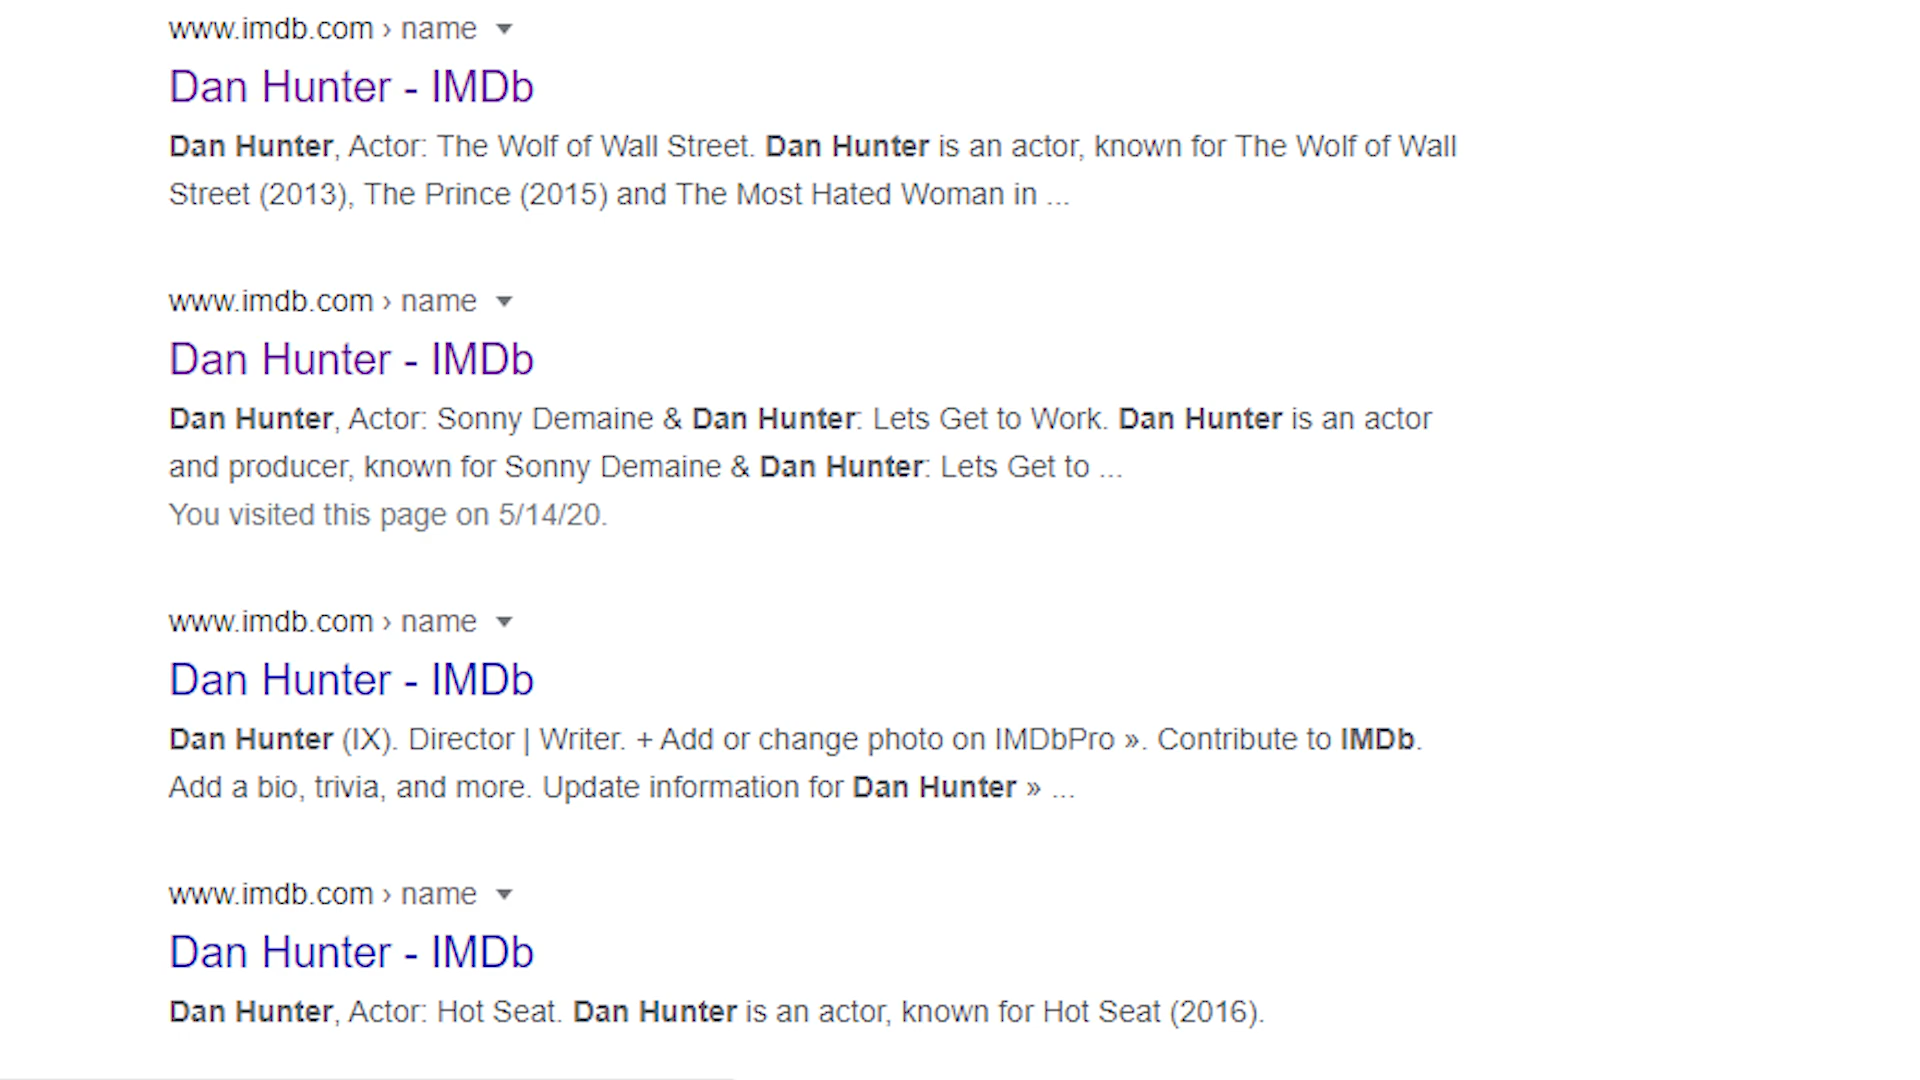 www.imdb.com › name
Dan Hunter - IMDb
Dan Hunter, Actor: The Wolf of Wall Street. Dan Hunter is an actor, known for The Wolf of Wall
Street (2013), The Prince (2015) and The Most Hated Woman in ...
www.imdb.com › name
Dan Hunter - IMDb
Dan Hunter, Actor: Sonny Demaine & Dan Hunter: Lets Get to Work. Dan Hunter is an actor
and producer, known for Sonny Demaine & Dan Hunter: Lets Get to ...
You visited this page on 5/14/20.
www.imdb.com › name
Dan Hunter - IMDb
Dan Hunter (IX). Director | Writer. + Add or change photo on IMDbPro ». Contribute to IMDb.
Add a bio, trivia, and more. Update information for Dan Hunter » ...
www.imdb.com › name
Dan Hunter - IMDb
Dan Hunter, Actor: Hot Seat. Dan Hunter is an actor, known for Hot Seat (2016).